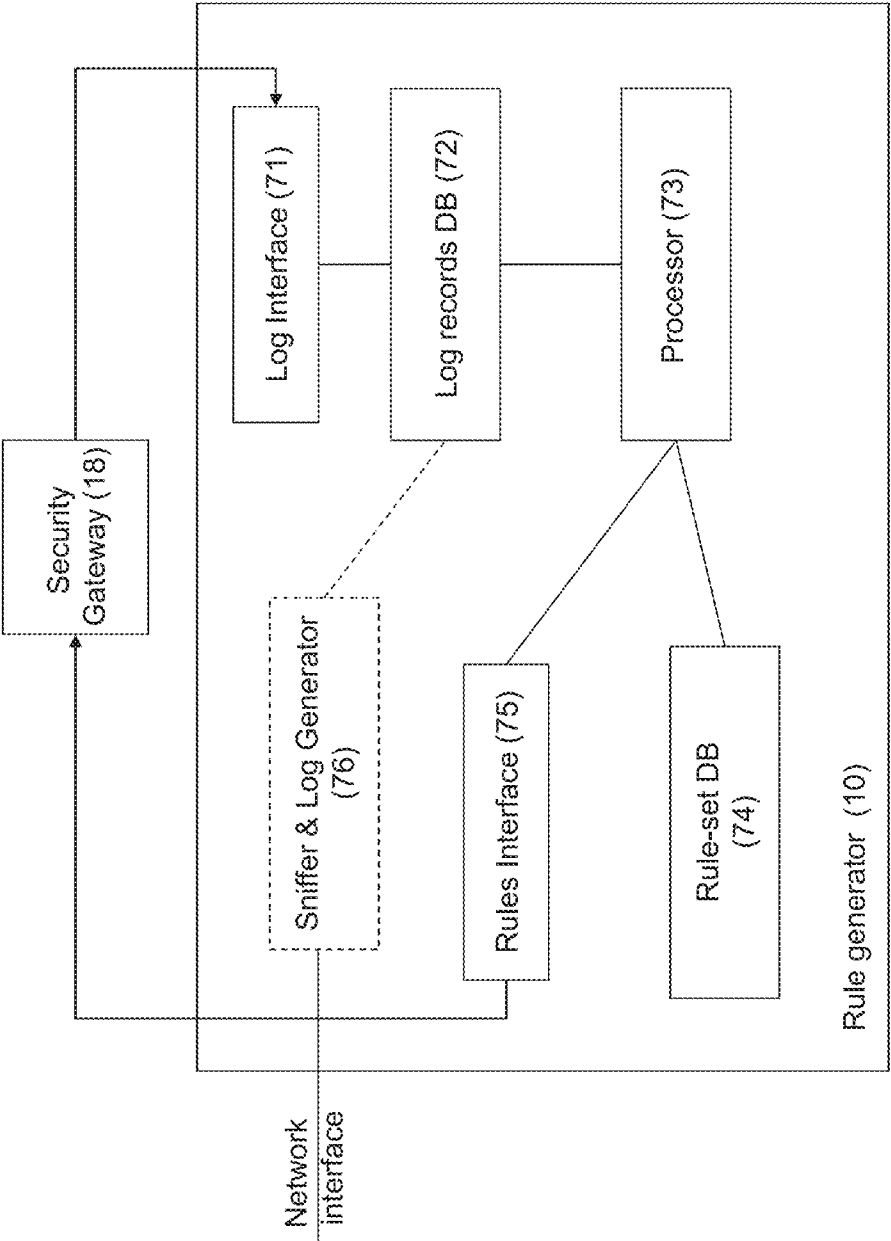 Security
Gateway (18)
Network
interface
Sniffer & Log Generator
(76)
Log Interface (71)
Rules Interface (75)
Log records DB (72)
Rule-set DB
(74)
Processor (73)
Rule generator (10)